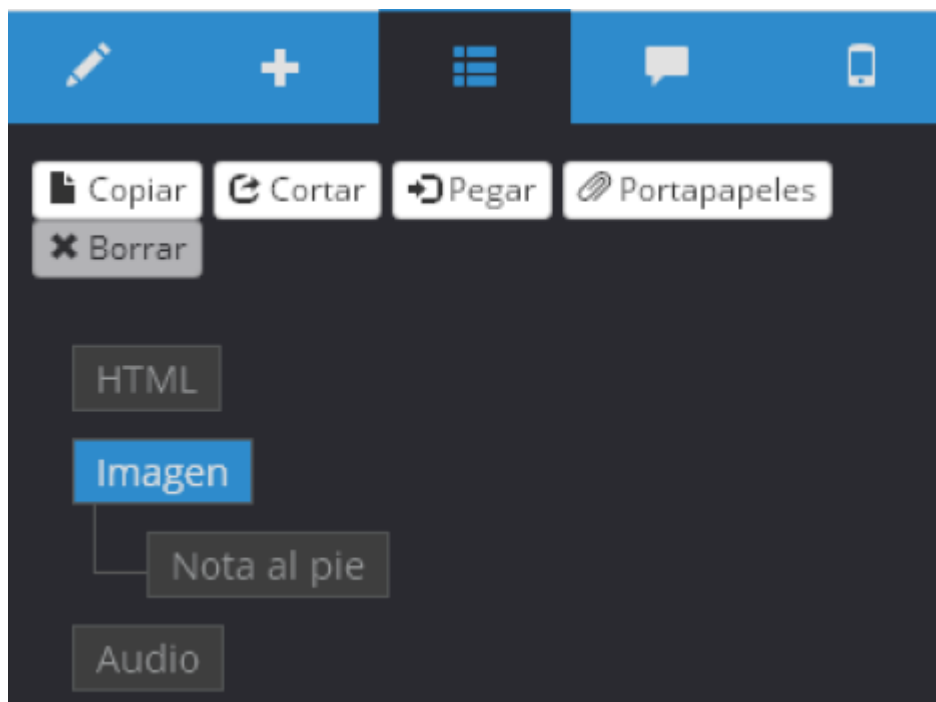 Copiar Cortar Pegar Portapapeles
Borrar
HTML
Imagen
Nota al pie
Audio